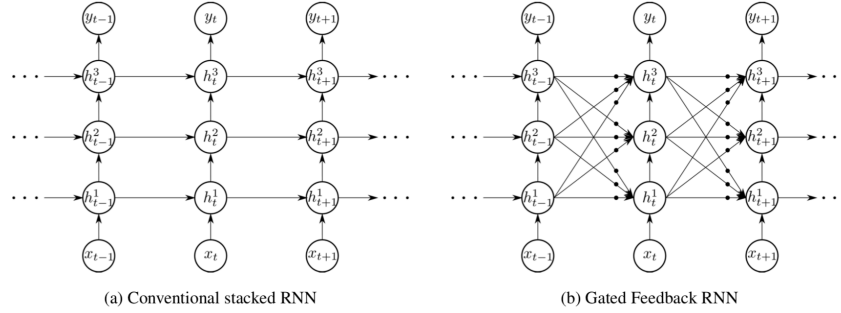 y_{t-1} y_t y_{t+1} y_{t-1} y_t y_{t+1}
· · · h^3_{t-1} h^3_t h^3_{t+1} · · · · · · h^3_{t-1} h^3_t h^3_{t+1} · · ·
· · · h^2_{t-1} h^2_t h^2_{t+1} · · · · · · h^2_{t-1} h^2_t h^2_{t+1} · · ·
· · · h^1_{t-1} h^1_t h^1_{t+1} · · · · · · h^1_{t-1} h^1_t h^1_{t+1} · · ·
x_{t-1} x_t x_{t+1} x_{t-1} x_t x_{t+1}
(a) Conventional stacked RNN
(b) Gated Feedback RNN